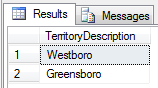 Results Messages
TerritoryDescription
1 Westboro
2 Greensboro